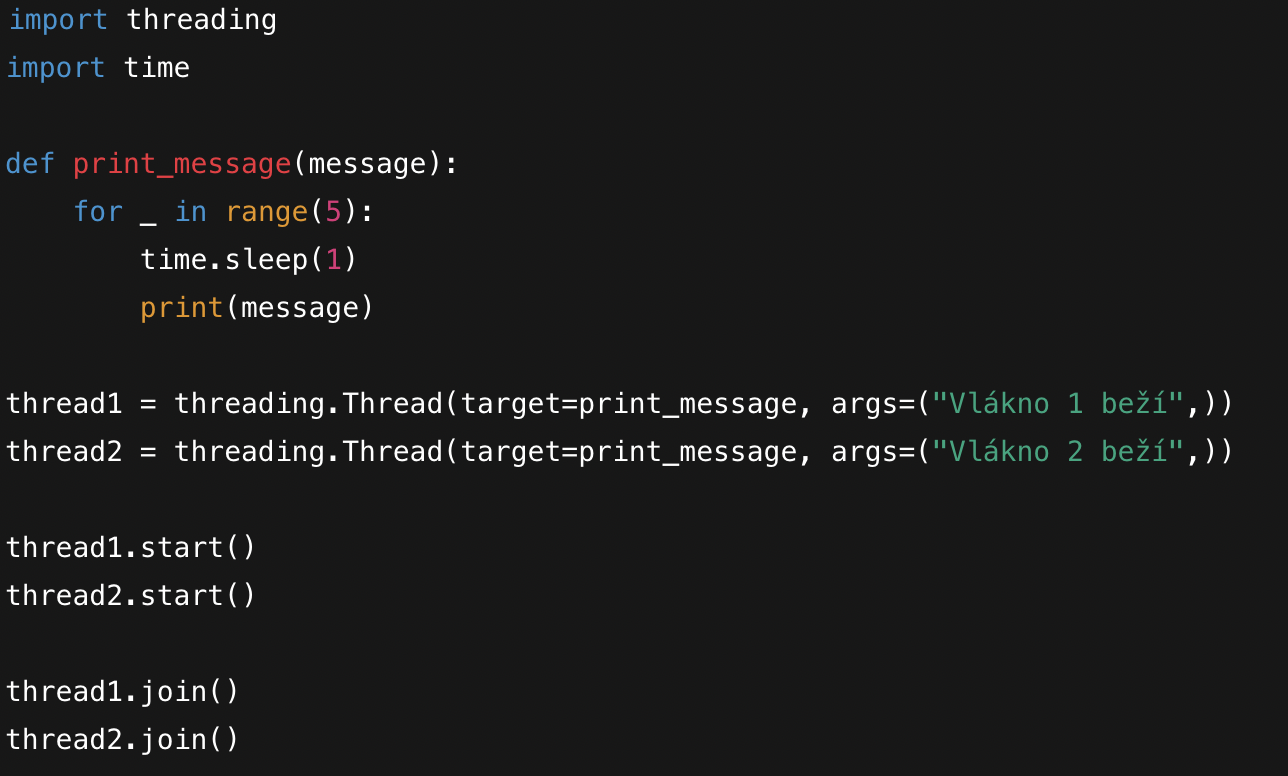 import threading
import time
def print_message(message):
    for _ in range(5):
        time.sleep(1)
        print(message)
thread1 = threading.Thread(target=print_message, args=("Vlákno 1 beží",))
thread2 = threading.Thread(target=print_message, args=("Vlákno 2 beží",))
thread1.start()
thread2.start()
thread1.join()
thread2.join()